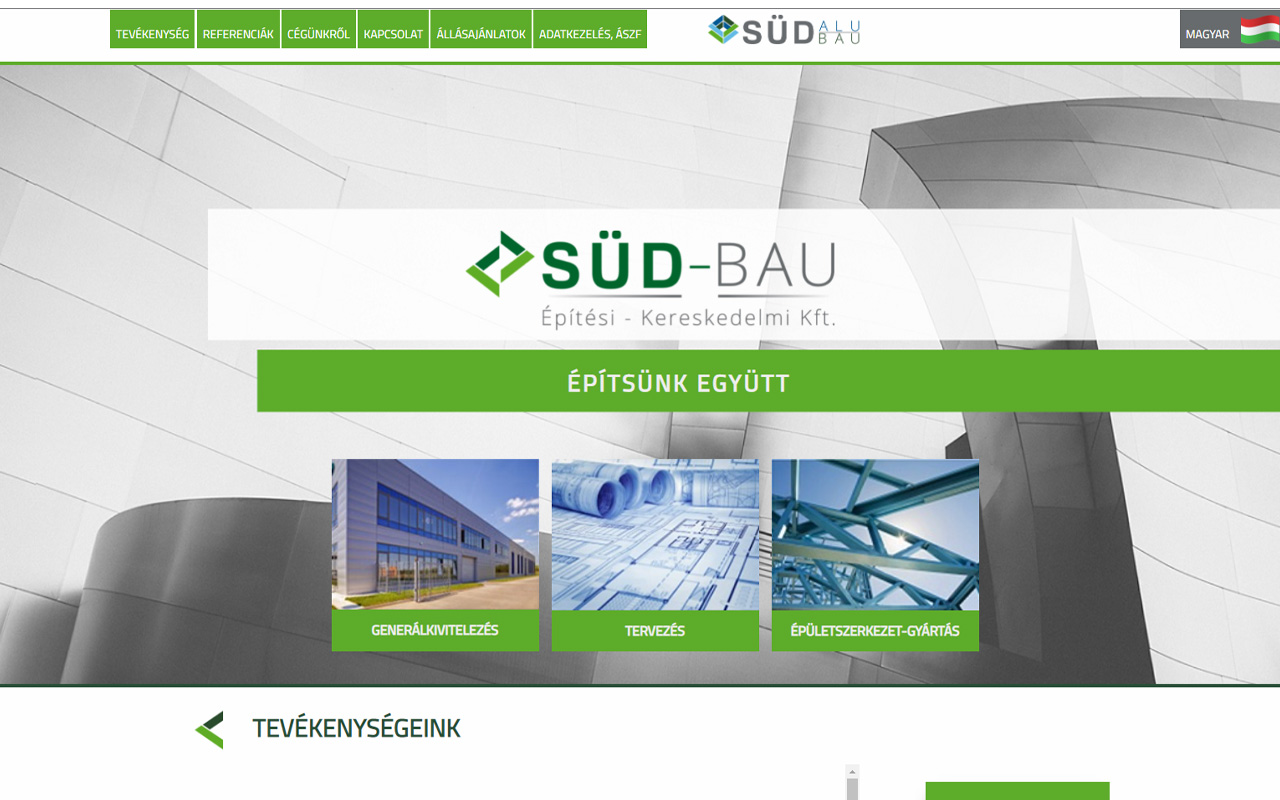 TEVÉKENYSÉG REFERENCIÁK CÉGÜNKRŐL KAPCSOLAT ÁLLÁSAJÁNLATOK ADATKEZELÉS, ÁSZF
SÜD ALU BAU
MAGYAR
SÜD-BAU
Építési - Kereskedelmi Kft.
ÉPÍTSÜNK EGYÜTT
GENERÁLKIVITELEZÉS
TERVEZÉS
ÉPÜLETSZERKEZET-GYÁRTÁS
TEVÉKENYSÉGEINK